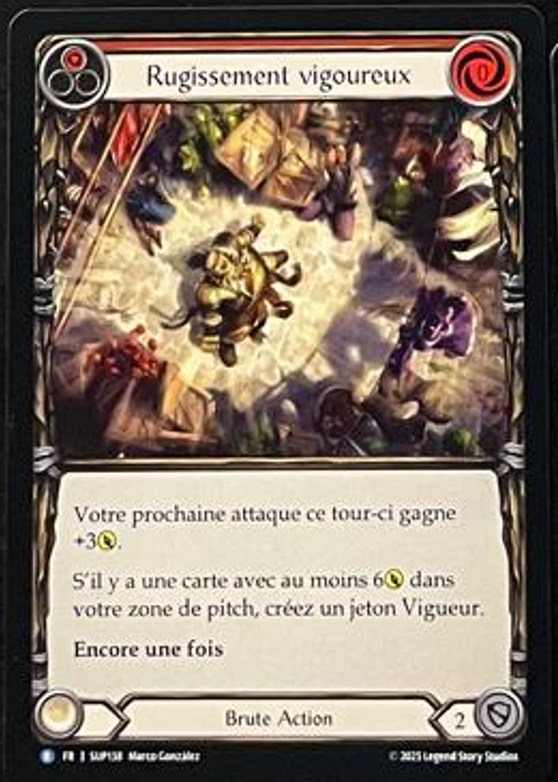 Rugissement vigoureux
0
Votre prochaine attaque ce tour-ci gagne
+3.
S'il y a une carte avec au moins 6 dans
votre zone de pitch, créez un jeton Vigueur.
Encore une fois
Brute Action
2
R FR | SUP138 Marco González
© 2025 Legend Story Studios